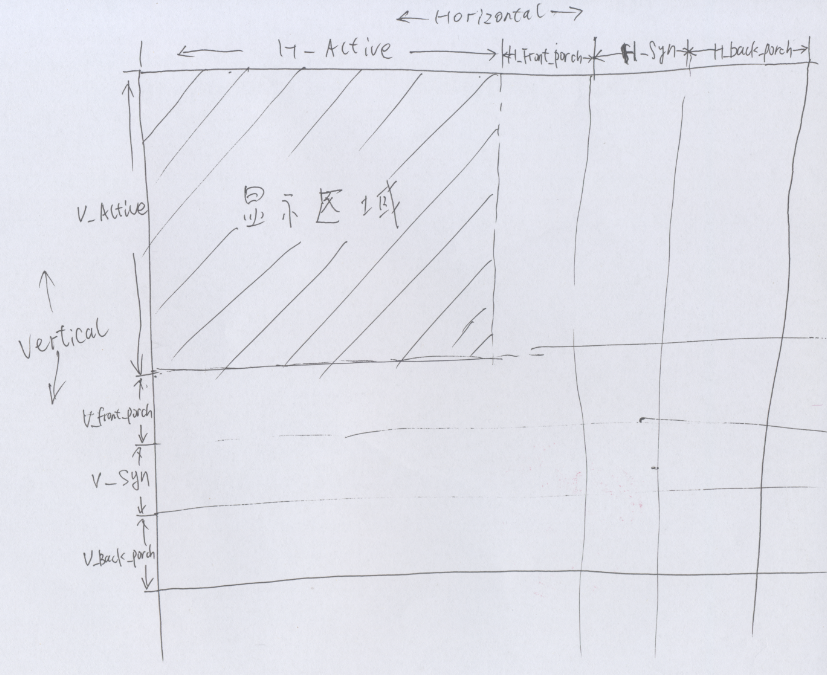 Horizontal
H-Active
H_Front_porch
H-Syn
H_back_porch
V_Active
显示区域
Vertical
V_front_porch
V_Syn
V_Back_porch